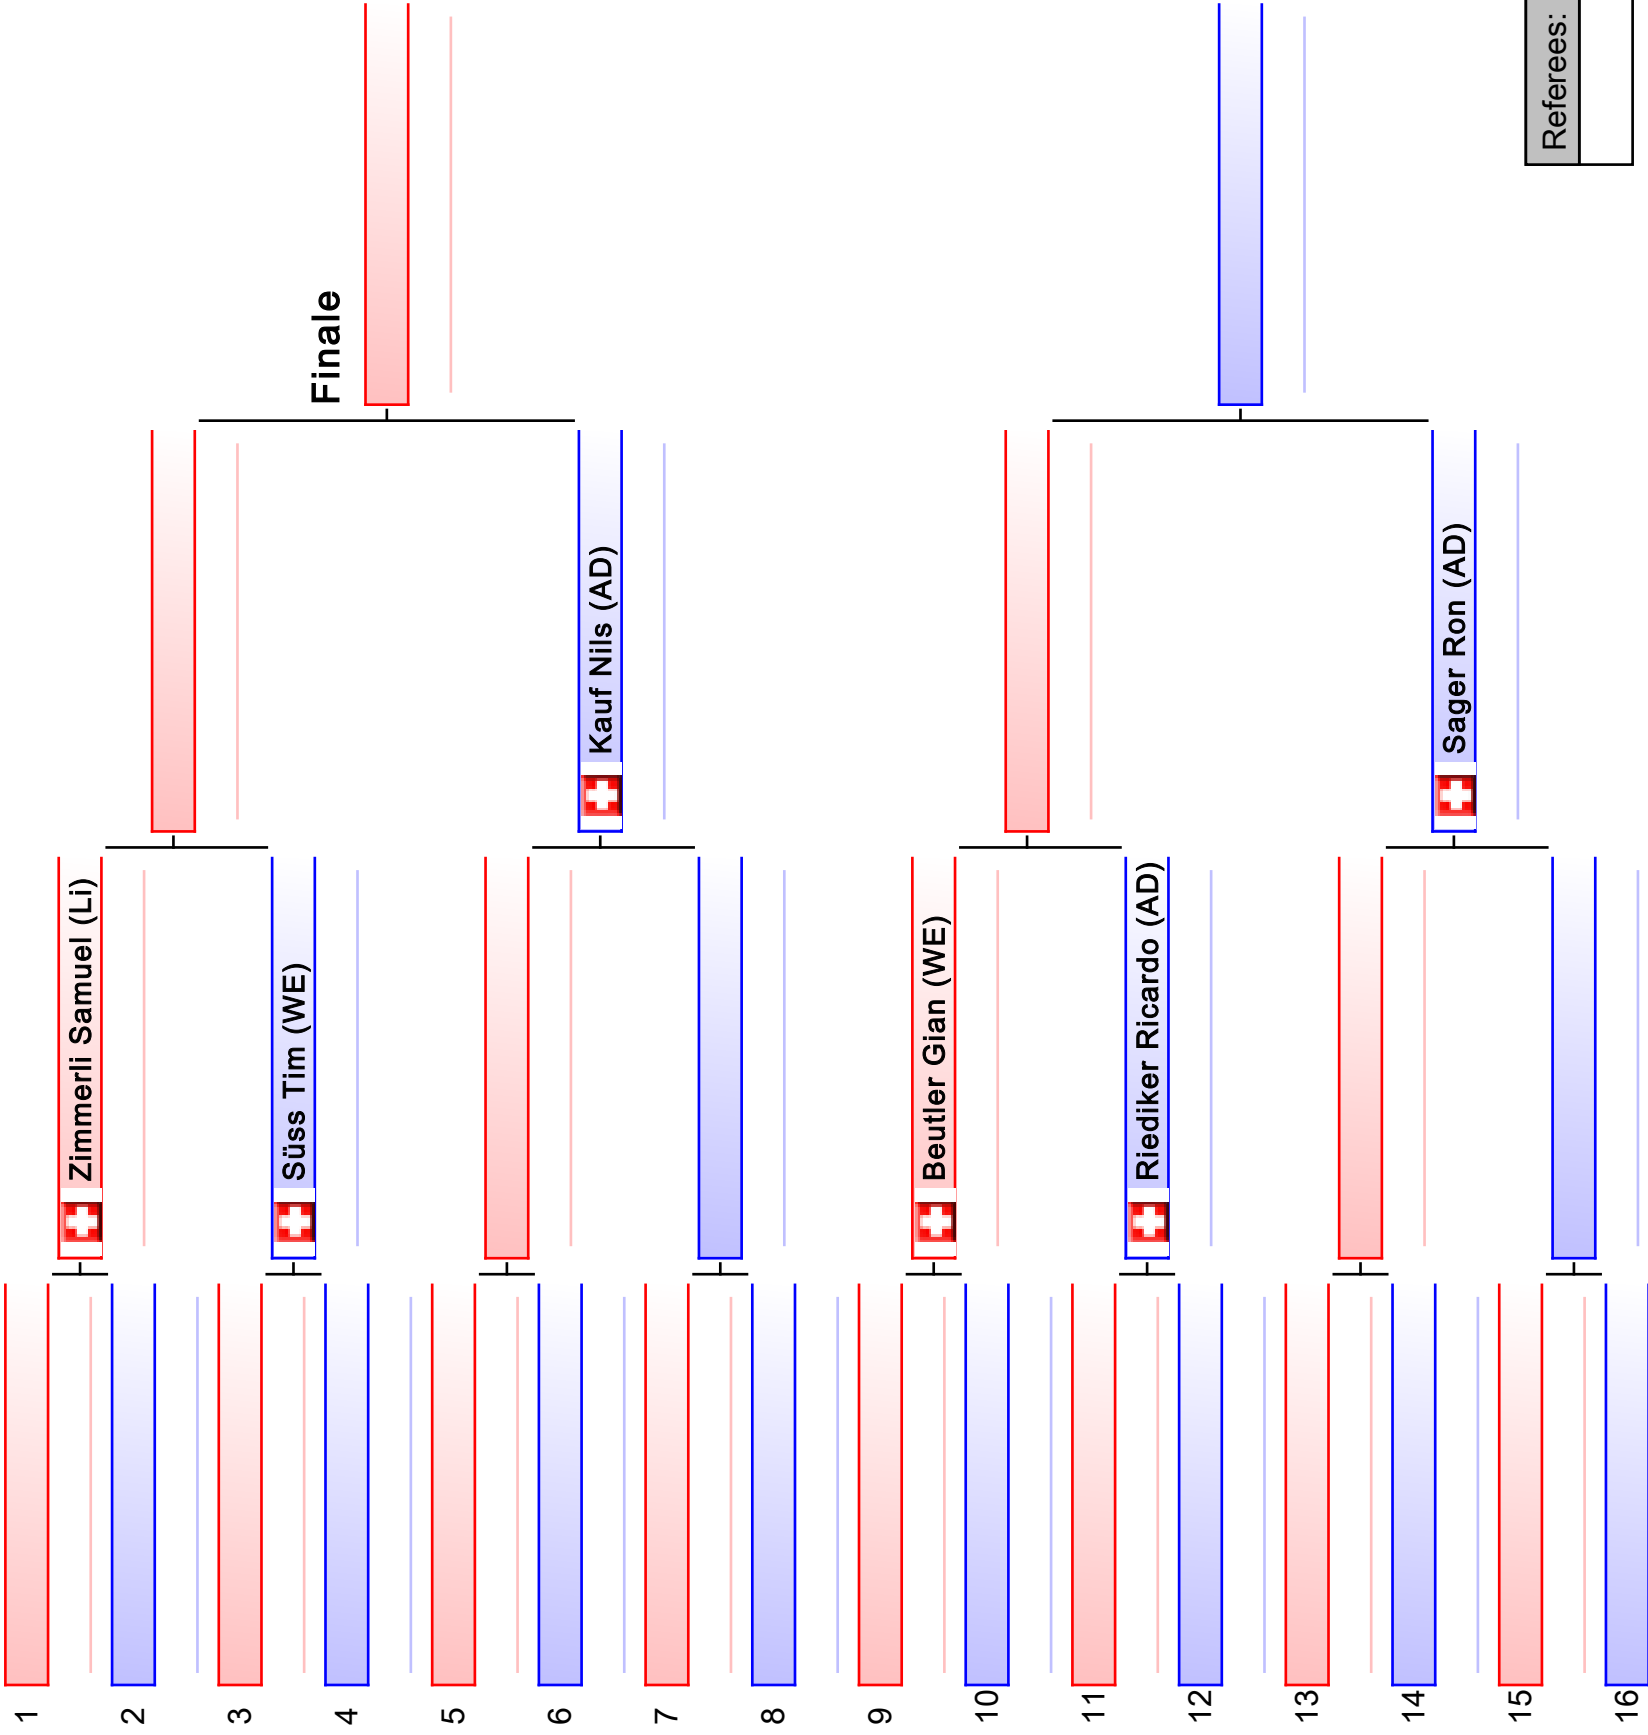 1
2
3
4
5
6
7
8
9
10
11
12
13
14
15
16
Zimmerli Samuel (Li)
Süss Tim (WE)
Beutler Gian (WE)
Riediker Ricardo (AD)
Kauf Nils (AD)
Sager Ron (AD)
Finale
Referees: